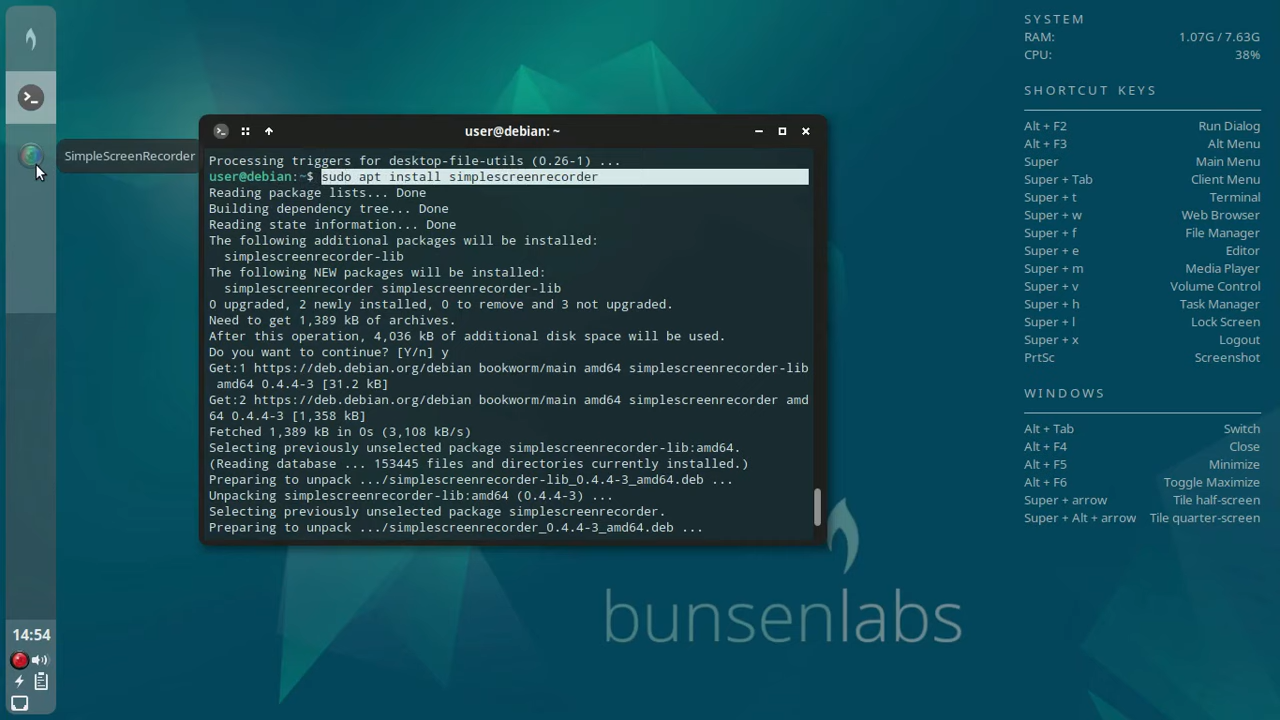 SimpleScreenRecorder
user@debian: ~
Processing triggers for desktop-file-utils (0.26-1) ...
user@debian:~$ sudo apt install simplescreenrecorder
Reading package lists... Done
Building dependency tree... Done
Reading state information... Done
The following additional packages will be installed:
simplescreenrecorder-lib
The following NEW packages will be installed:
simplescreenrecorder simplescreenrecorder-lib
0 upgraded, 2 newly installed, 0 to remove and 3 not upgraded.
Need to get 1,389 kB of archives.
After this operation, 4,036 kB of additional disk space will be used.
Do you want to continue? [Y/n] y
Get:1 https://deb.debian.org/debian bookworm/main amd64 simplescreenrecorder-lib
amd64 0.4.4-3 [31.2 kB]
Get:2 https://deb.debian.org/debian bookworm/main amd64 simplescreenrecorder amd
64 0.4.4-3 [1,358 kB]
Fetched 1,389 kB in 0s (3,108 kB/s)
Selecting previously unselected package simplescreenrecorder-lib:amd64.
(Reading database ... 153445 files and directories currently installed.)
Preparing to unpack .../simplescreenrecorder-lib_0.4.4-3_amd64.deb ...
Unpacking simplescreenrecorder-lib:amd64 (0.4.4-3) ...
Selecting previously unselected package simplescreenrecorder.
Preparing to unpack .../simplescreenrecorder_0.4.4-3_amd64.deb ...
SYSTEM
RAM: 1.07G / 7.63G
CPU: 38%
SHORTCUT KEYS
Alt + F2 Run Dialog
Alt + F3 Alt Menu
Super Main Menu
Super + Tab Client Menu
Super + t Terminal
Super + w Web Browser
Super + f File Manager
Super + e Editor
Super + m Media Player
Super + v Volume Control
Super + h Task Manager
Super + l Lock Screen
Super + x Logout
PrtSc Screenshot
WINDOWS
Alt + Tab Switch
Alt + F4 Close
Alt + F5 Minimize
Alt + F6 Toggle Maximize
Super + arrow Tile half-screen
Super + Alt + arrow Tile quarter-screen
bunsenlabs
14:54